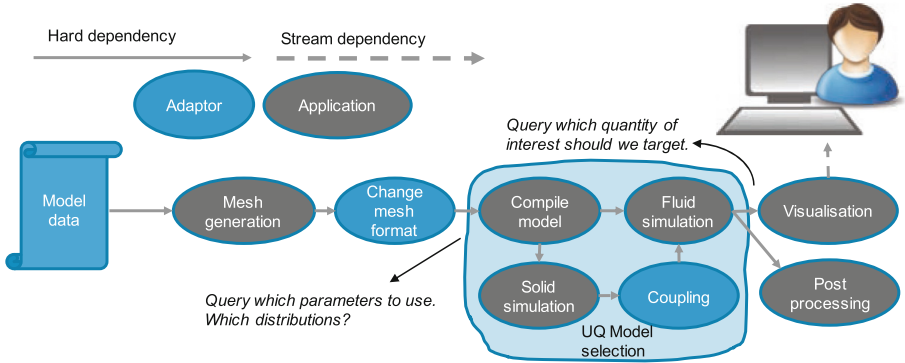 Hard dependency
Stream dependency
Adaptor
Application
Query which quantity of
interest should we target.
Model
data
Mesh
generation
Change
mesh
format
Compile
model
Fluid
simulation
Visualisation
Solid
simulation
Coupling
Post
processing
Query which parameters to use.
Which distributions?
UQ Model
selection